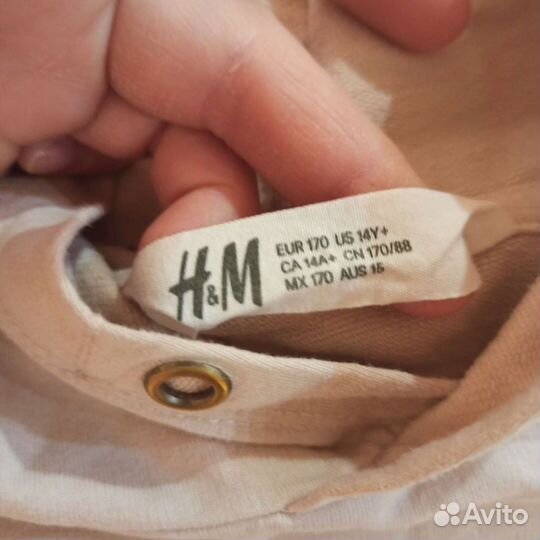 H&M
EUR 170 US 14Y+
CA 14A+ CN 170/88
MX 170 AUS 15
Avito